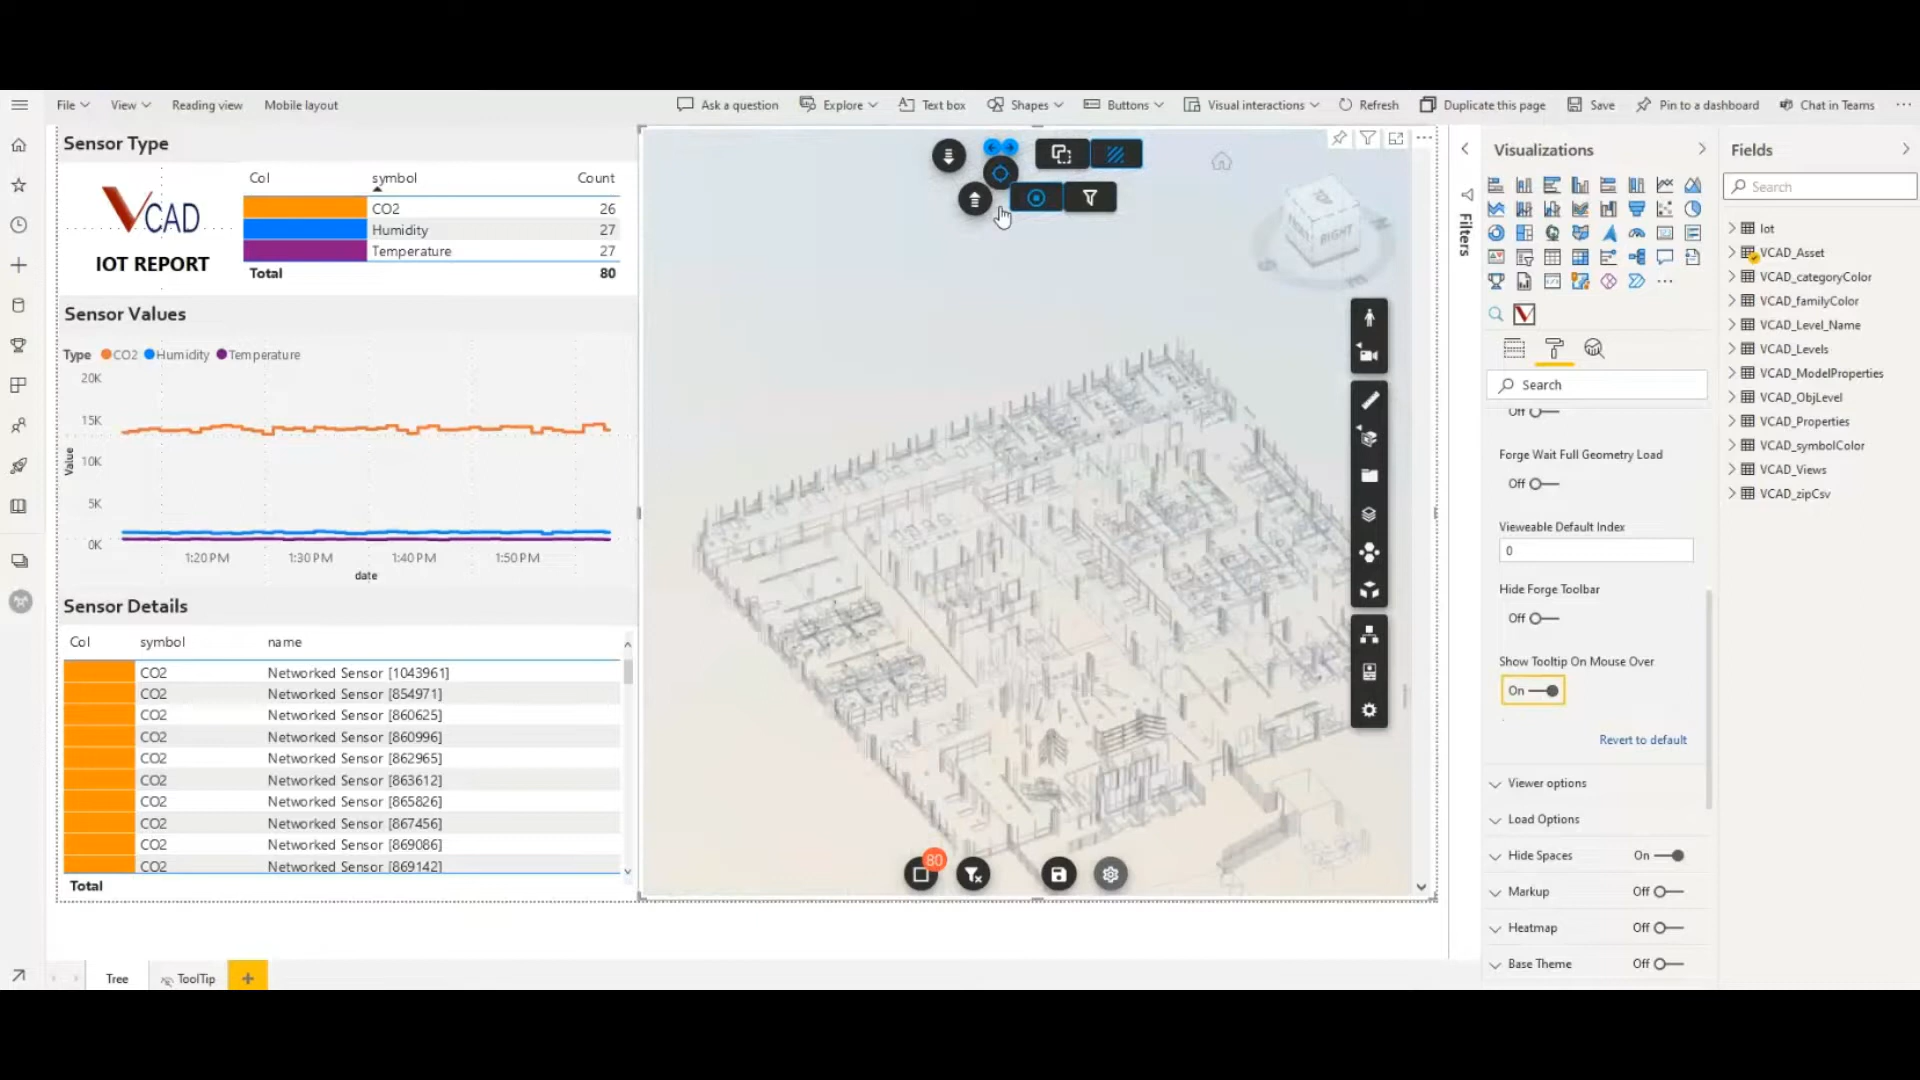 File View Reading view Mobile layout Ask a question Explore Text box Shapes Buttons Visual interactions Refresh Duplicate this page Save Pin to a dashboard Chat in Teams
Sensor Type
VCAD
IOT REPORT
Col symbol Count
CO2 26
Humidity 27
Temperature 27
Total 80
Sensor Values
Type CO2 Humidity Temperature
20K
15K
10K
5K
0K
Value
1:20 PM 1:30 PM 1:40 PM 1:50 PM
date
Sensor Details
Col symbol name
CO2 Networked Sensor [1043961]
CO2 Networked Sensor [854971]
CO2 Networked Sensor [860625]
CO2 Networked Sensor [860996]
CO2 Networked Sensor [862965]
CO2 Networked Sensor [863612]
CO2 Networked Sensor [865826]
CO2 Networked Sensor [867456]
CO2 Networked Sensor [869086]
CO2 Networked Sensor [869142]
Total
RIGHT
80
Filters
Visualizations
Search
Off
Forge Wait Full Geometry Load
Off
Viewable Default Index
0
Hide Forge Toolbar
Off
Show Tooltip On Mouse Over
On
Revert to default
Viewer options
Load Options
Hide Spaces On
Markup Off
Heatmap Off
Base Theme Off
Fields
Search
Iot
VCAD_Asset
VCAD_categoryColor
VCAD_familyColor
VCAD_Level_Name
VCAD_Levels
VCAD_ModelProperties
VCAD_ObjLevel
VCAD_Properties
VCAD_symbolColor
VCAD_Views
VCAD_zipCsv
Tree ToolTip